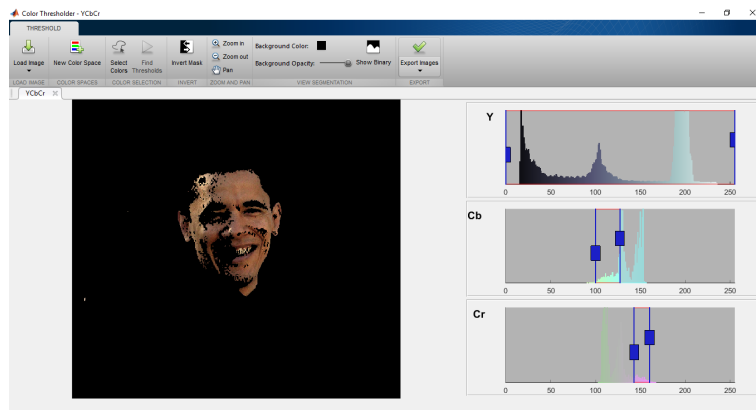 Color Thresholder - YCbCr
THRESHOLD
Load Image
New Color Space
Select Colors
Find Thresholds
Invert Mask
Zoom in
Zoom out
Pan
Background Color:
Background Opacity:
Show Binary
Export Images
LOAD IMAGE
COLOR SPACES
COLOR SELECTION
INVERT
ZOOM AND PAN
VIEW SEGMENTATION
EXPORT
YCbCr
Y
0 50 100 150 200 250
Cb
0 50 100 150 200 250
Cr
0 50 100 150 200 250